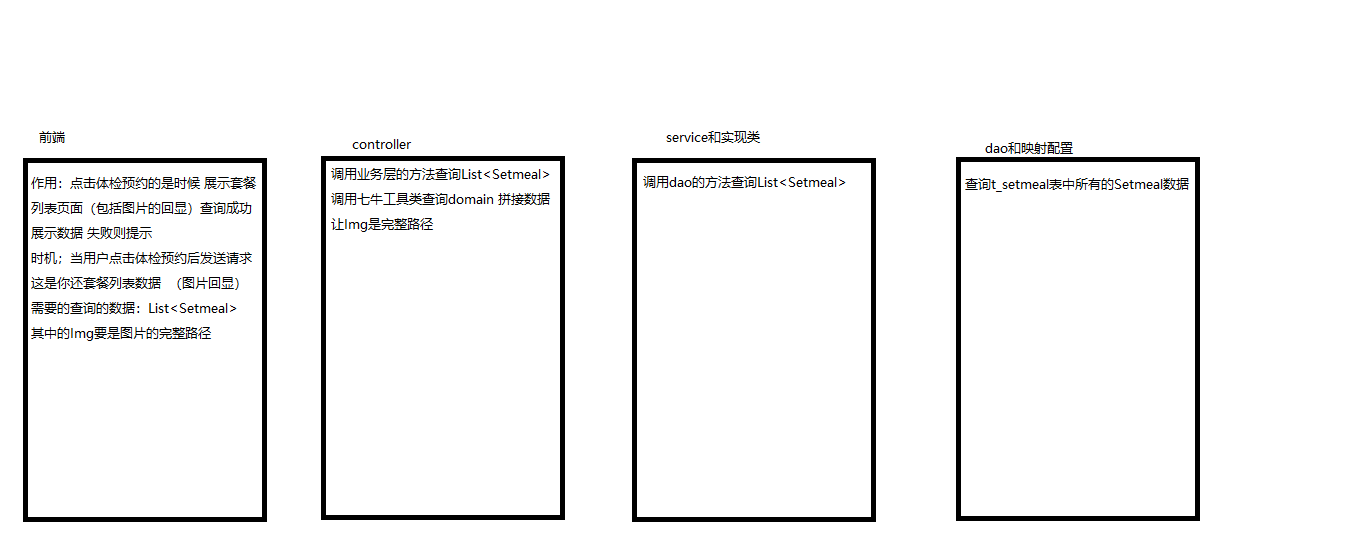 前端
作用：点击体检预约的是时候 展示套餐
列表页面（包括图片的回显）查询成功
展示数据 失败则提示
时机；当用户点击体检预约后发送请求
这是你还套餐列表数据 （图片回显）
需要的查询的数据：List<Setmeal>
其中的Img要是图片的完整路径
controller
调用业务层的方法查询List<Setmeal>
调用七牛工具类查询domain 拼接数据
让Img是完整路径
service和实现类
调用dao的方法查询List<Setmeal>
dao和映射配置
查询t_setmeal表中所有的Setmeal数据